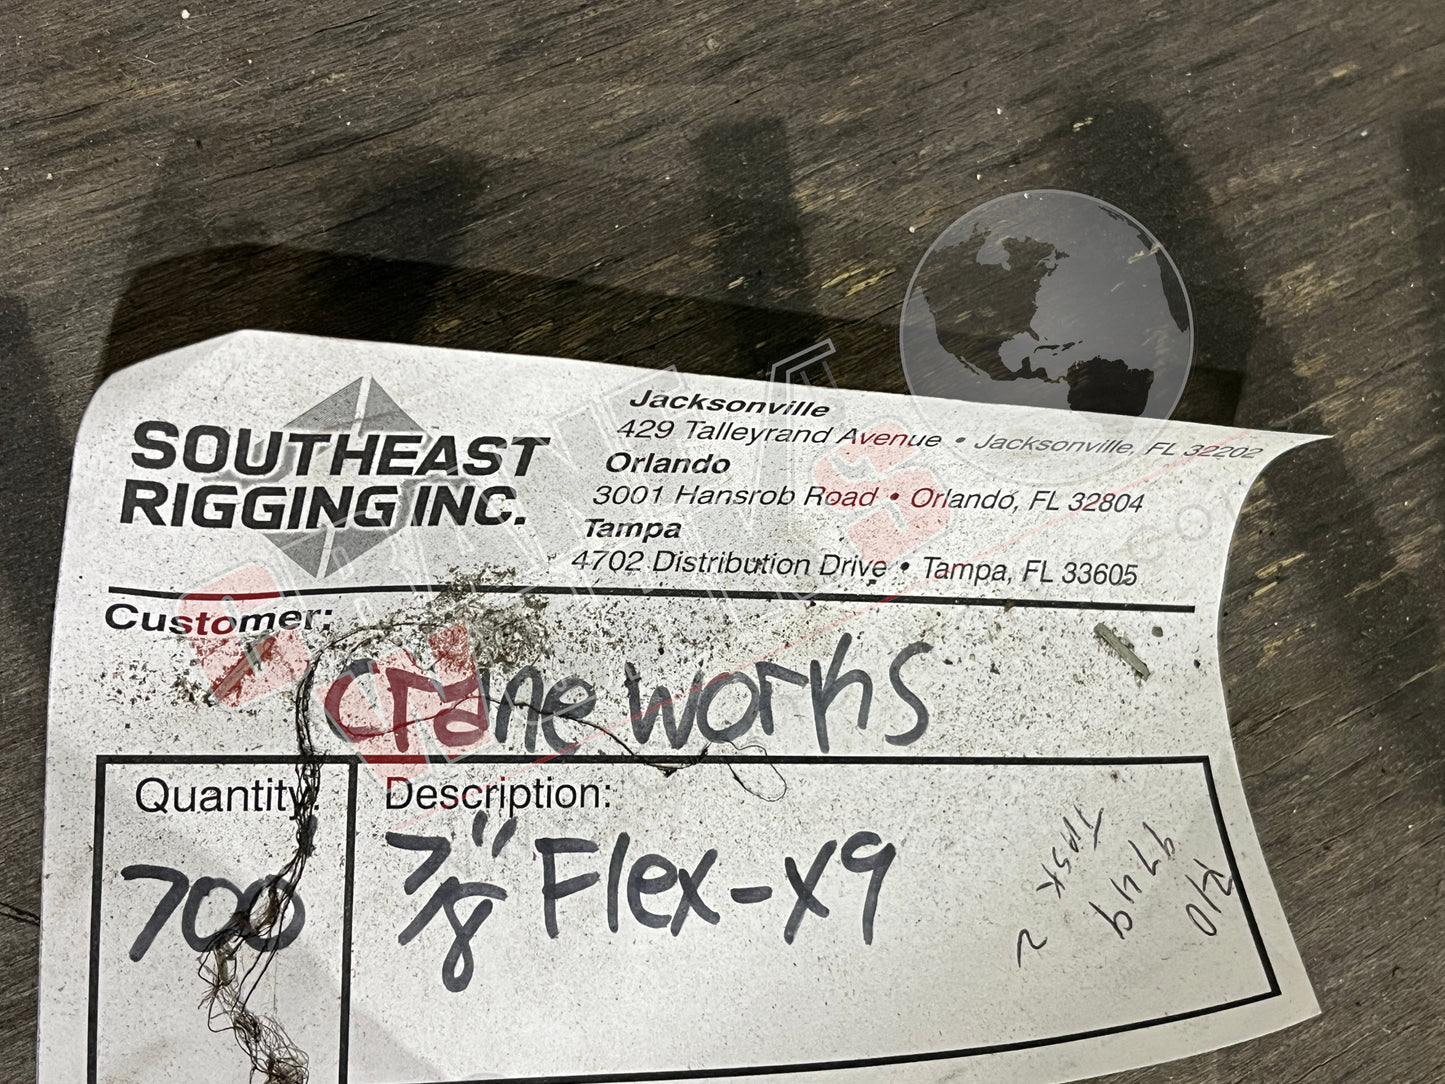 SOUTHEAST
RIGGING INC.
Jacksonville
429 Talleyrand Avenue • Jacksonville, FL 32202
Orlando
3001 Hansrob Road • Orlando, FL 32804
Tampa
4702 Distribution Drive • Tampa, FL 33605
Customer:
Crane Works
Quantity:
Description:
700
7/8" Flex-x9
9749